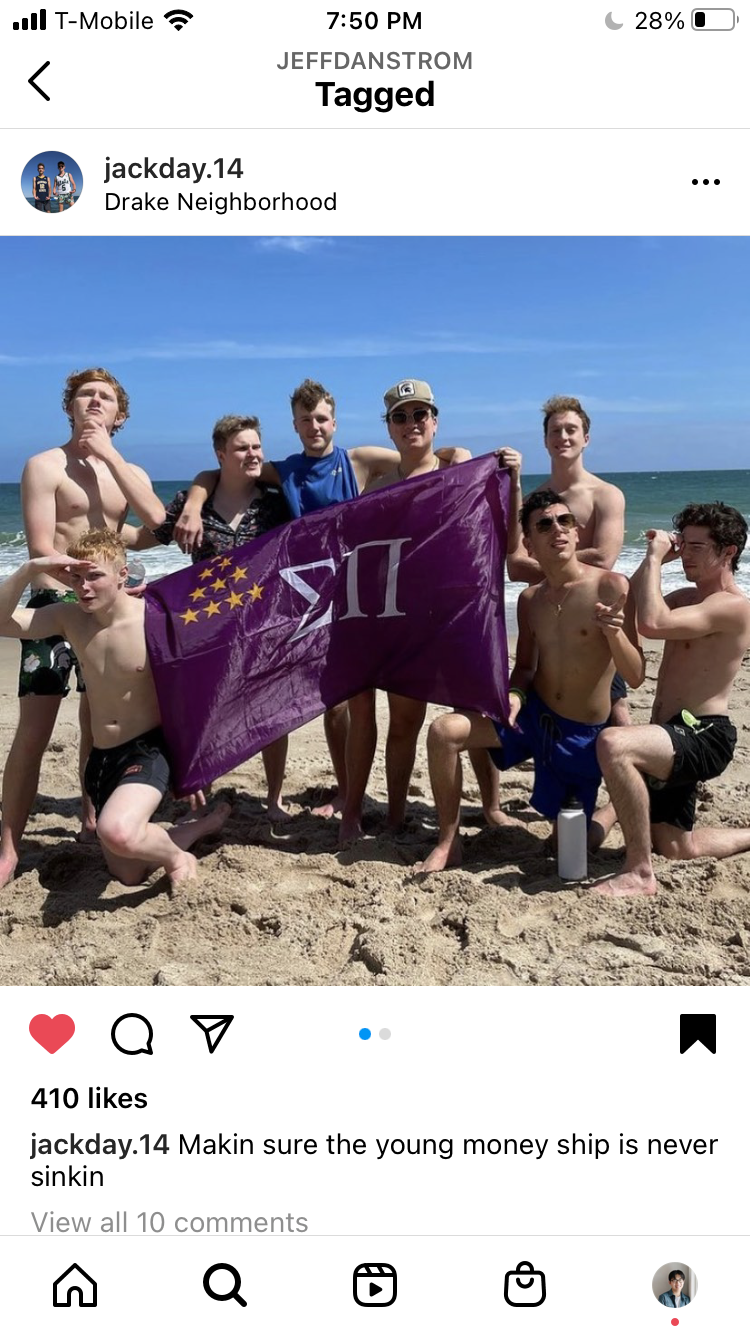 T-Mobile 7:50 PM 28%
JEFFDANSTROM
Tagged
jackday.14
Drake Neighborhood
ΣΠ
410 likes
jackday.14 Makin sure the young money ship is never
sinkin
View all 10 comments